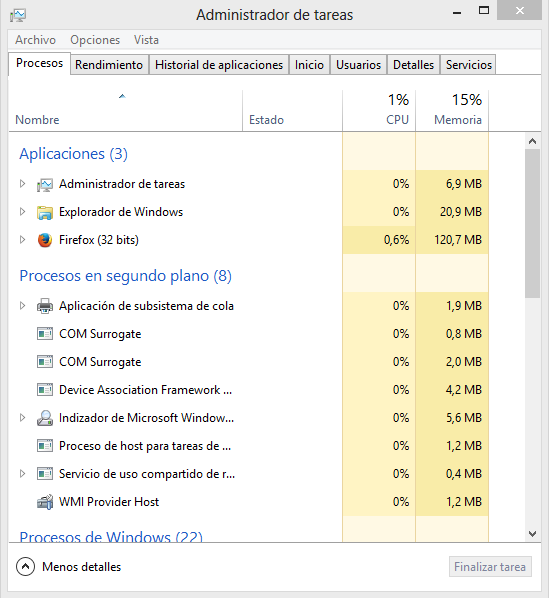 Administrador de tareas
Archivo Opciones Vista
Procesos Rendimiento Historial de aplicaciones Inicio Usuarios Detalles Servicios
1% 15%
Nombre Estado CPU Memoria
Aplicaciones (3)
Administrador de tareas 0% 6,9 MB
Explorador de Windows 0% 20,9 MB
Firefox (32 bits) 0,6% 120,7 MB
Procesos en segundo plano (8)
Aplicación de subsistema de cola 0% 1,9 MB
COM Surrogate 0% 0,8 MB
COM Surrogate 0% 2,0 MB
Device Association Framework ... 0% 4,2 MB
Indizador de Microsoft Window... 0% 5,6 MB
Proceso de host para tareas de ... 0% 1,2 MB
Servicio de uso compartido de r... 0% 0,4 MB
WMI Provider Host 0% 1,2 MB
Procesos de Windows (22)
Menos detalles Finalizar tarea